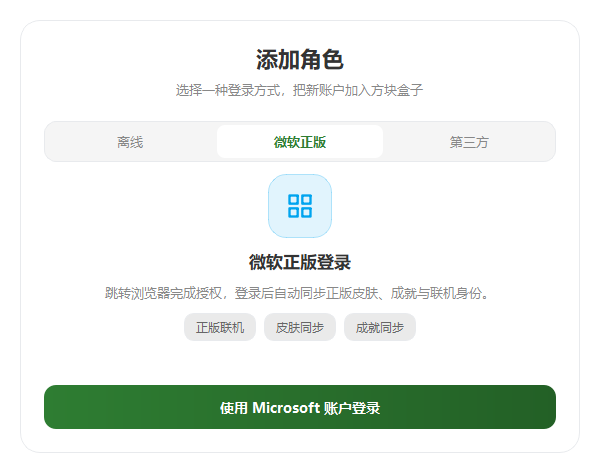 添加角色
选择一种登录方式，把新账户加入方块盒子
离线
微软正版
第三方
微软正版登录
跳转浏览器完成授权，登录后自动同步正版皮肤、成就与联机身份。
正版联机
皮肤同步
成就同步
使用 Microsoft 账户登录